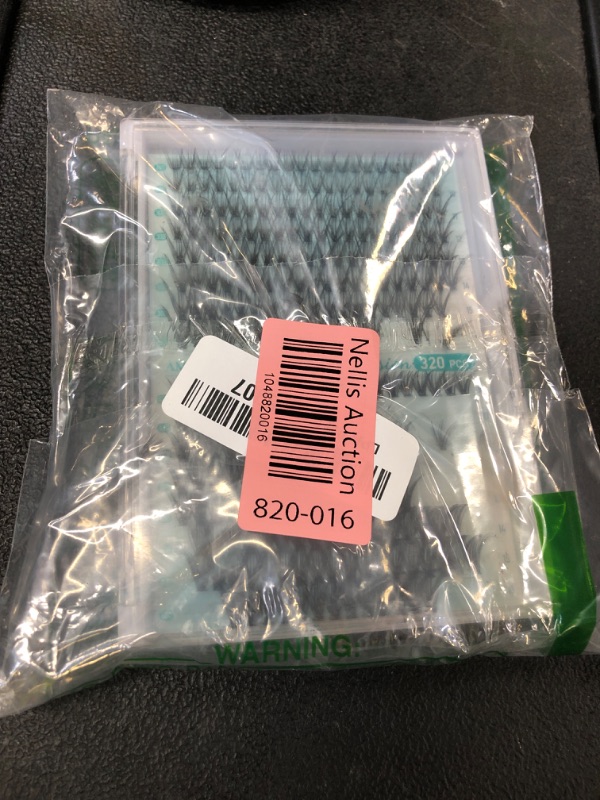 320 PCS
Nellis Auction
1048820016
820-016
07
WARNING: